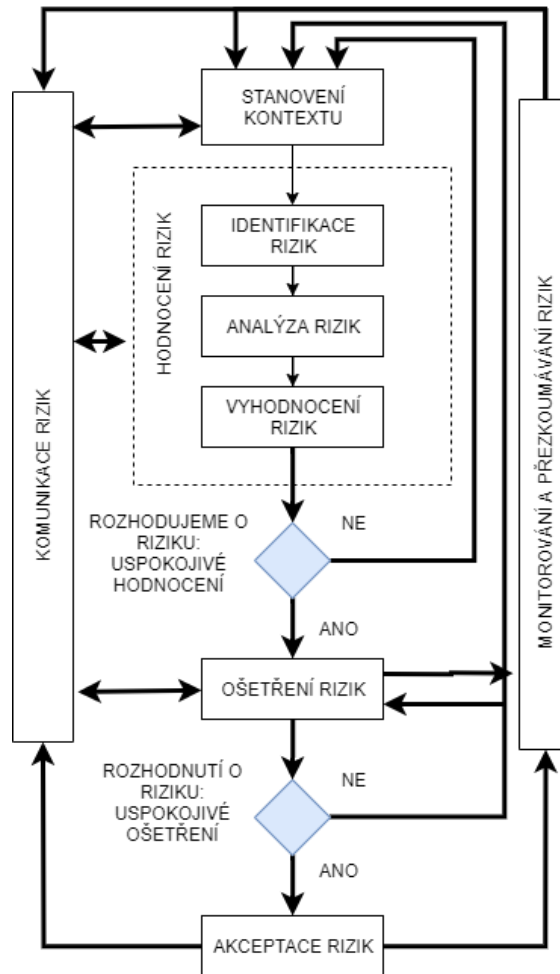 STANOVENÍ
KONTEXTU
HODNOCENÍ RIZIK
IDENTIFIKACE
RIZIK
ANALÝZA RIZIK
VYHODNOCENÍ
RIZIK
KOMUNIKACE RIZIK
MONITOROVÁNÍ A PŘEZKOUMÁVÁNÍ RIZIK
ROZHODUJEME O
RIZIKU:
USPOKOJIVÉ
HODNOCENÍ
NE
ANO
OŠETŘENÍ RIZIK
ROZHODNUTÍ O
RIZIKU:
USPOKOJIVÉ
OŠETŘENÍ
NE
ANO
AKCEPTACE RIZIK